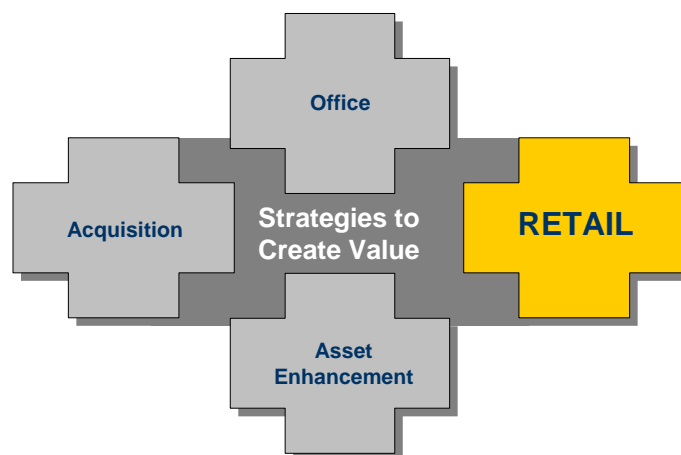 Office
Acquisition
Strategies to
Create Value
RETAIL
Asset
Enhancement